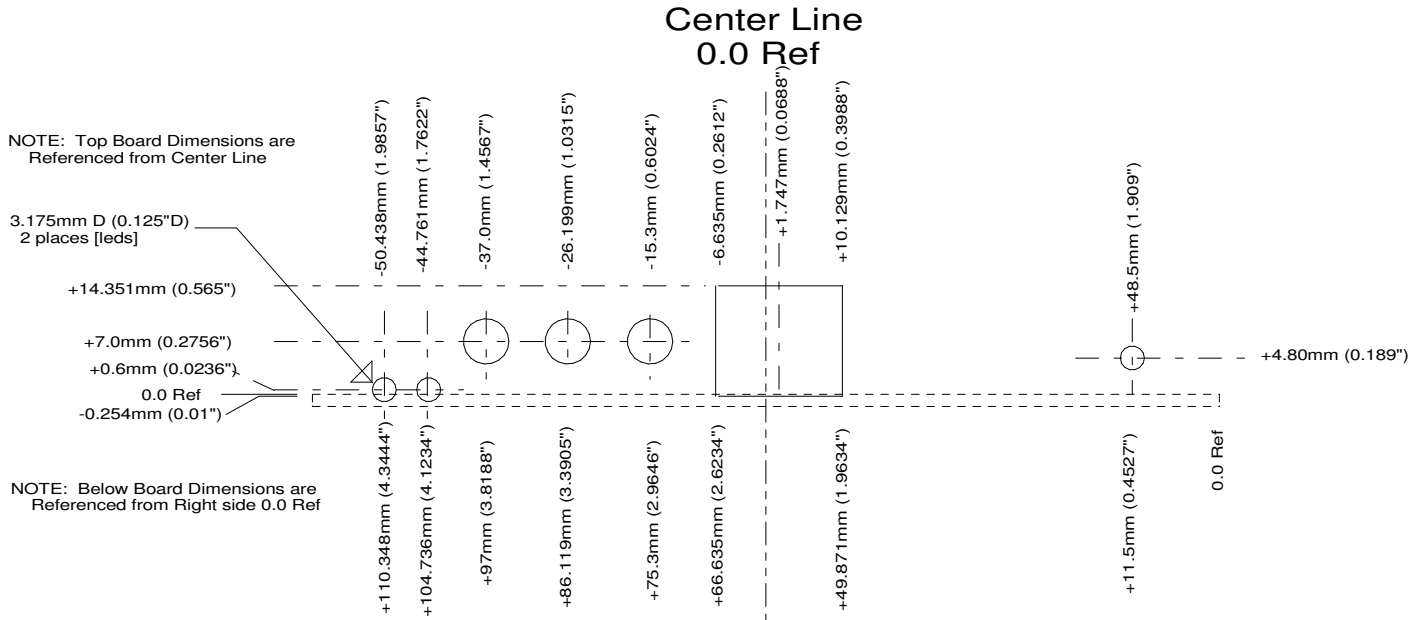 Center Line
0.0 Ref
NOTE: Top Board Dimensions are
Referenced from Center Line
-50.438mm (1.9857")
-44.761mm (1.7622")
-37.0mm (1.4567")
-26.199mm (1.0315")
-15.3mm (0.6024")
-6.635mm (0.2612")
+1.747mm (0.0688")
+10.129mm (0.3988")
+48.5mm (1.909")
3.175mm D (0.125"D)
2 places [leds]
+14.351mm (0.565")
+7.0mm (0.2756")
+4.80mm (0.189")
+0.6mm (0.0236")
0.0 Ref
-0.254mm (0.01")
NOTE: Below Board Dimensions are
Referenced from Right side 0.0 Ref
+110.348mm (4.3444")
+104.736mm (4.1234")
+97mm (3.8188")
+86.119mm (3.3905")
+75.3mm (2.9646")
+66.635mm (2.6234")
+49.871mm (1.9634")
+11.5mm (0.4527")
0.0 Ref